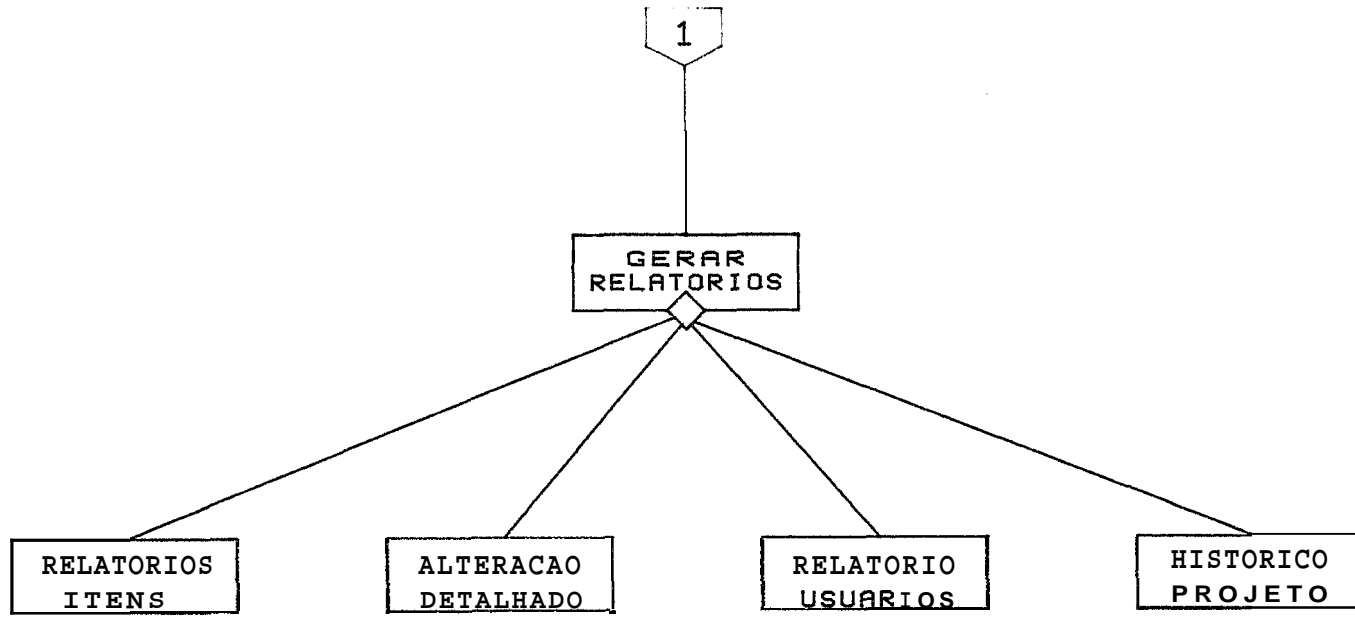 1
GERAR
RELATORIOS
RELATORIOS
ITENS
ALTERACAO
DETALHADO
RELATORIO
USUARIOS
HISTORICO
PROJETO